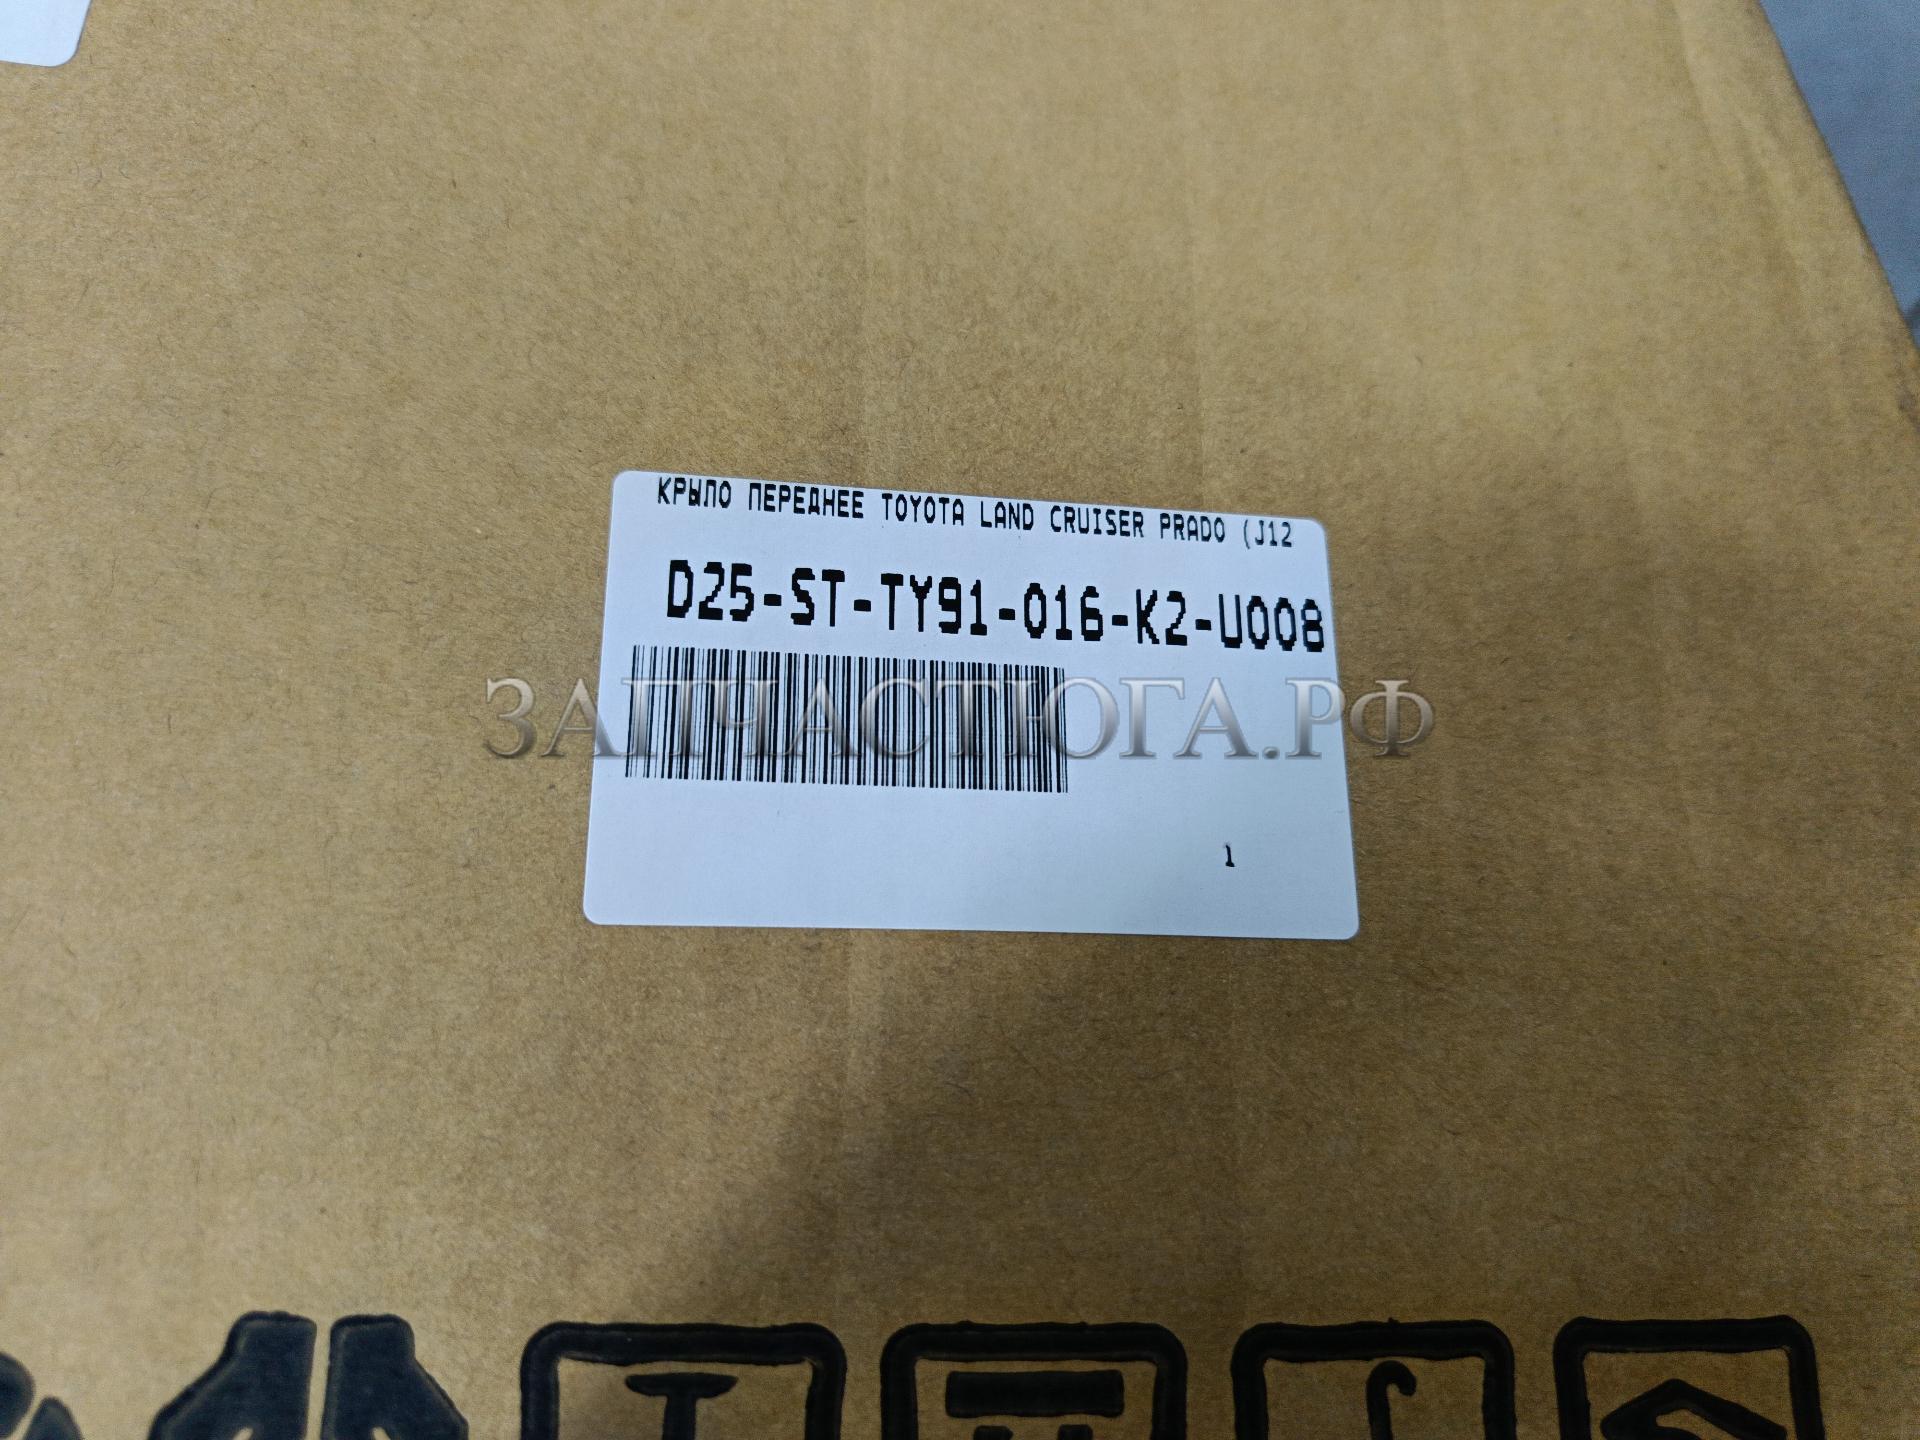 КРЫЛО ПЕРЕДНЕЕ TOYOTA LAND CRUISER PRADO (J12
D25-ST-TY91-016-K2-U008
ЗАПЧАСТЮГА.РФ
1